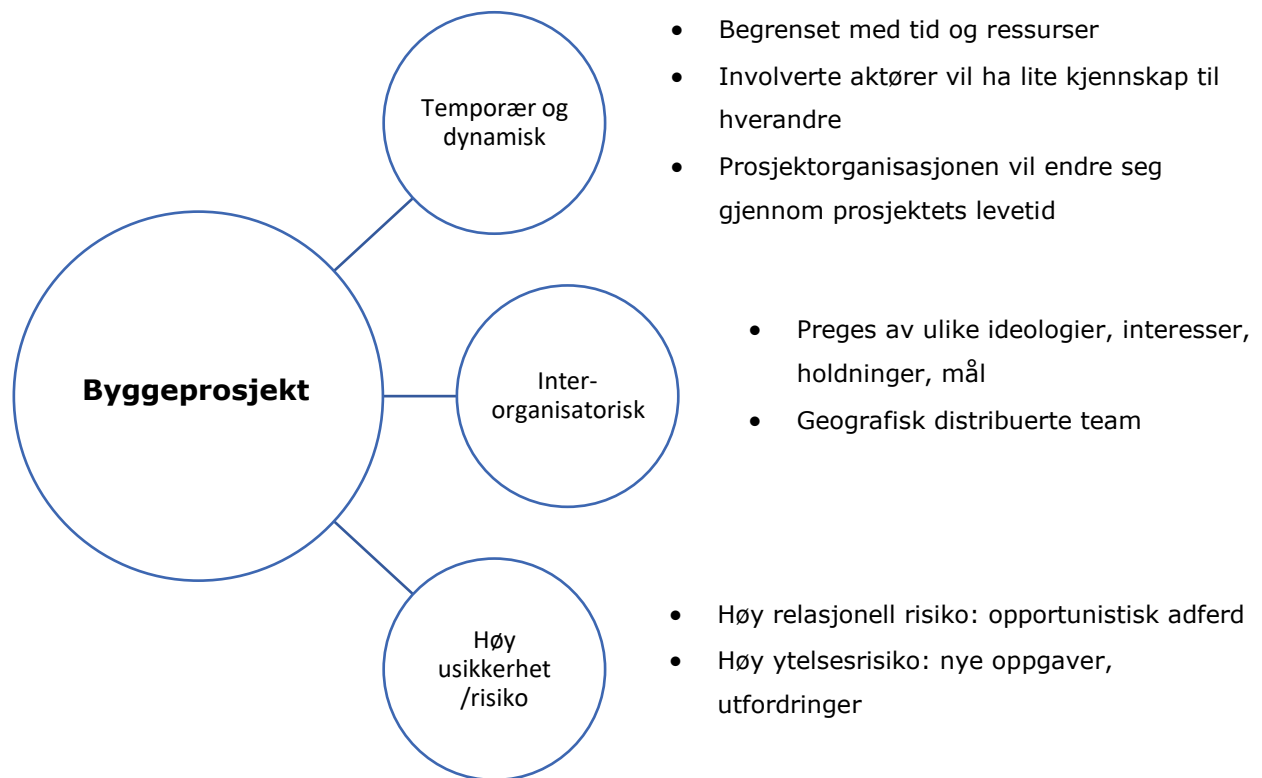 Byggeprosjekt
Temporær og
dynamisk
• Begrenset med tid og ressurser
• Involverte aktører vil ha lite kjennskap til
hverandre
• Prosjektorganisasjonen vil endre seg
gjennom prosjektets levetid
Inter-
organisatorisk
• Preges av ulike ideologier, interesser,
holdninger, mål
• Geografisk distribuerte team
Høy
usikkerhet
/risiko
• Høy relasjonell risiko: opportunistisk adferd
• Høy ytelsesrisiko: nye oppgaver,
utfordringer